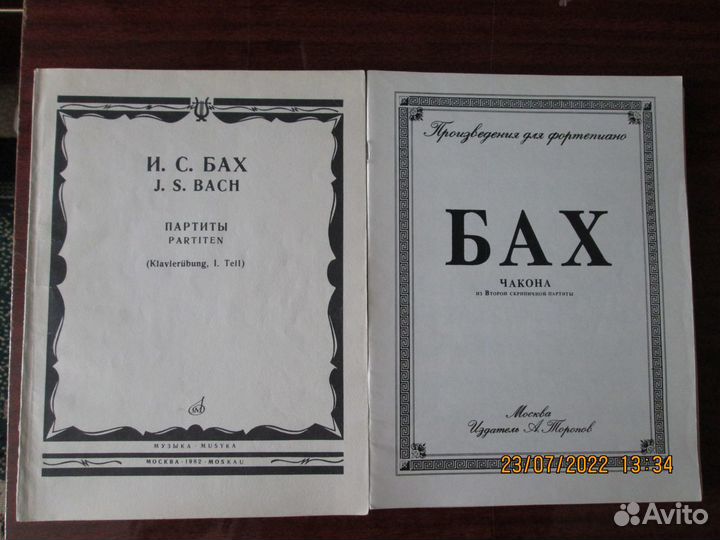 И. С. БАХ
J. S. BACH
ПАРТИТЫ
PARTITEN
(Klavierübung, I. Teil)
МУЗЫКА · MUSYKA
МОСКВА · 1982 · MOSKAU
Произведения для фортепиано
БАХ
ЧАКОНА
из Второй скрипичной партиты
Москва
Издатель А. Торопов
23/07/2022 13:34
Avito